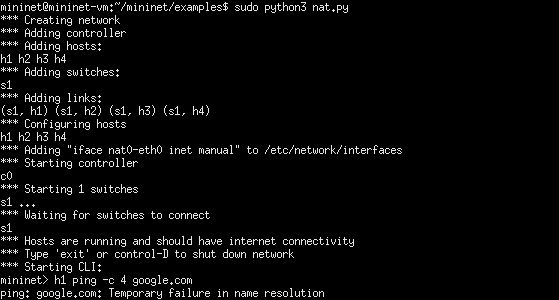 mininet@mininet-vm:~/mininet/examples$ sudo python3 nat.py
*** Creating network
*** Adding controller
*** Adding hosts:
h1 h2 h3 h4
*** Adding switches:
s1
*** Adding links:
(s1, h1) (s1, h2) (s1, h3) (s1, h4)
*** Configuring hosts
h1 h2 h3 h4
*** Adding "iface nat0-eth0 inet manual" to /etc/network/interfaces
*** Starting controller
c0
*** Starting 1 switches
s1 ...
*** Waiting for switches to connect
s1
*** Hosts are running and should have internet connectivity
*** Type 'exit' or control-D to shut down network
*** Starting CLI:
mininet> h1 ping -c 4 google.com
ping: google.com: Temporary failure in name resolution